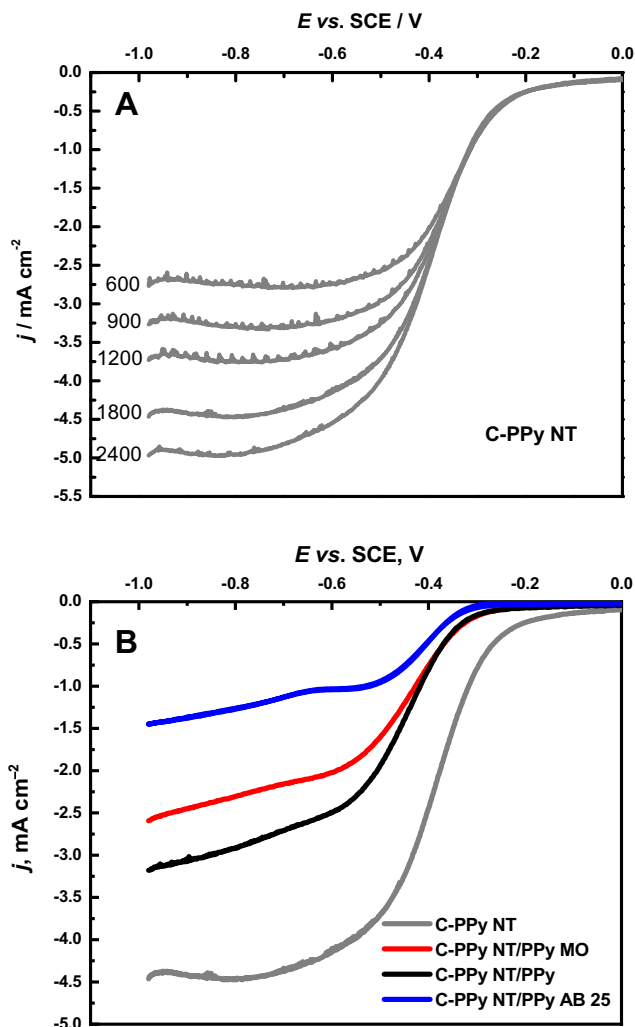 E vs. SCE / V
-1.0 -0.8 -0.6 -0.4 -0.2 0.0
A
0.0
-0.5
-1.0
-1.5
-2.0
-2.5
-3.0
-3.5
-4.0
-4.5
-5.0
-5.5
j / mA cm⁻²
600
900
1200
1800
2400
C-PPy NT
E vs. SCE, V
-1.0 -0.8 -0.6 -0.4 -0.2 0.0
B
0.0
-0.5
-1.0
-1.5
-2.0
-2.5
-3.0
-3.5
-4.0
-4.5
-5.0
j, mA cm⁻²
C-PPy NT
C-PPy NT/PPy MO
C-PPy NT/PPy
C-PPy NT/PPy AB 25